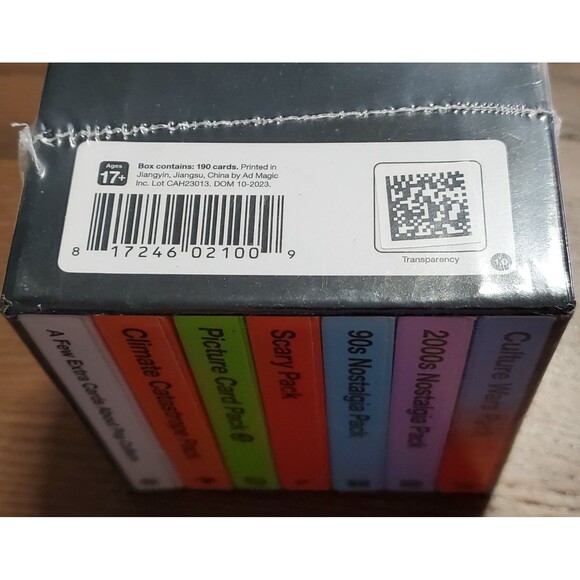 Ages
17+
Box contains: 190 cards. Printed in
Jiangyin, Jiangsu, China by Ad Magic
Inc. Lot CAH23013. DOM 10-2023.
8 17246 02100 9
Transparency
A Few Extra Cards About
Climate Catastrophe Pack
Picture Card Pack
Scary Pack
90s Nostalgia Pack
2000s Nostalgia Pack
Culture Wars Pack